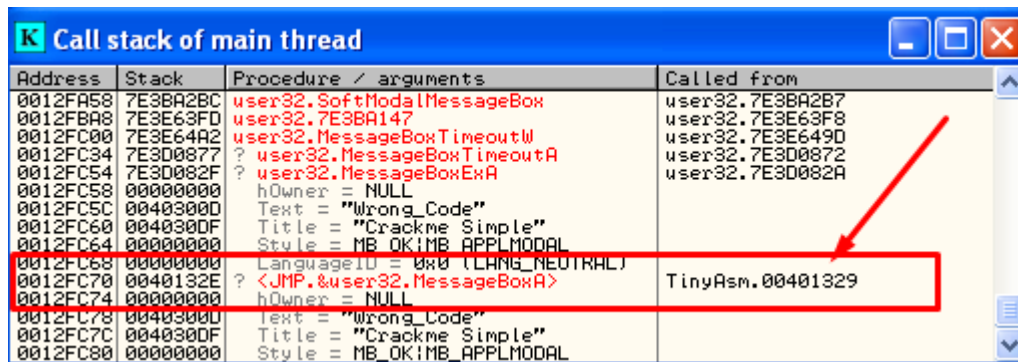 K Call stack of main thread
Address Stack Procedure / arguments Called from
0012FA58 7E3BA2BC user32.SoftModalMessageBox user32.7E3BA2B7
0012FBA8 7E3E63FD user32.7E3BA147 user32.7E3E63F8
0012FC00 7E3E64A2 user32.MessageBoxTimeoutW user32.7E3E649D
0012FC34 7E3D0877 ? user32.MessageBoxTimeoutA user32.7E3D0872
0012FC54 7E3D082F ? user32.MessageBoxExA user32.7E3D082A
0012FC58 00000000 hOwner = NULL
0012FC5C 0040300D Text = "Wrong_Code"
0012FC60 004030DF Title = "Crackme Simple"
0012FC64 00000000 Style = MB_OK|MB_APPLMODAL
0012FC68 00000000 LanguageID = 0x0 (LANG_NEUTRAL)
0012FC70 0040132E ? <JMP.&user32.MessageBoxA> TinyAsm.00401329
0012FC74 00000000 hOwner = NULL
0012FC78 0040300D Text = "Wrong_Code"
0012FC7C 004030DF Title = "Crackme Simple"
0012FC80 00000000 Style = MB_OK|MB_APPLMODAL